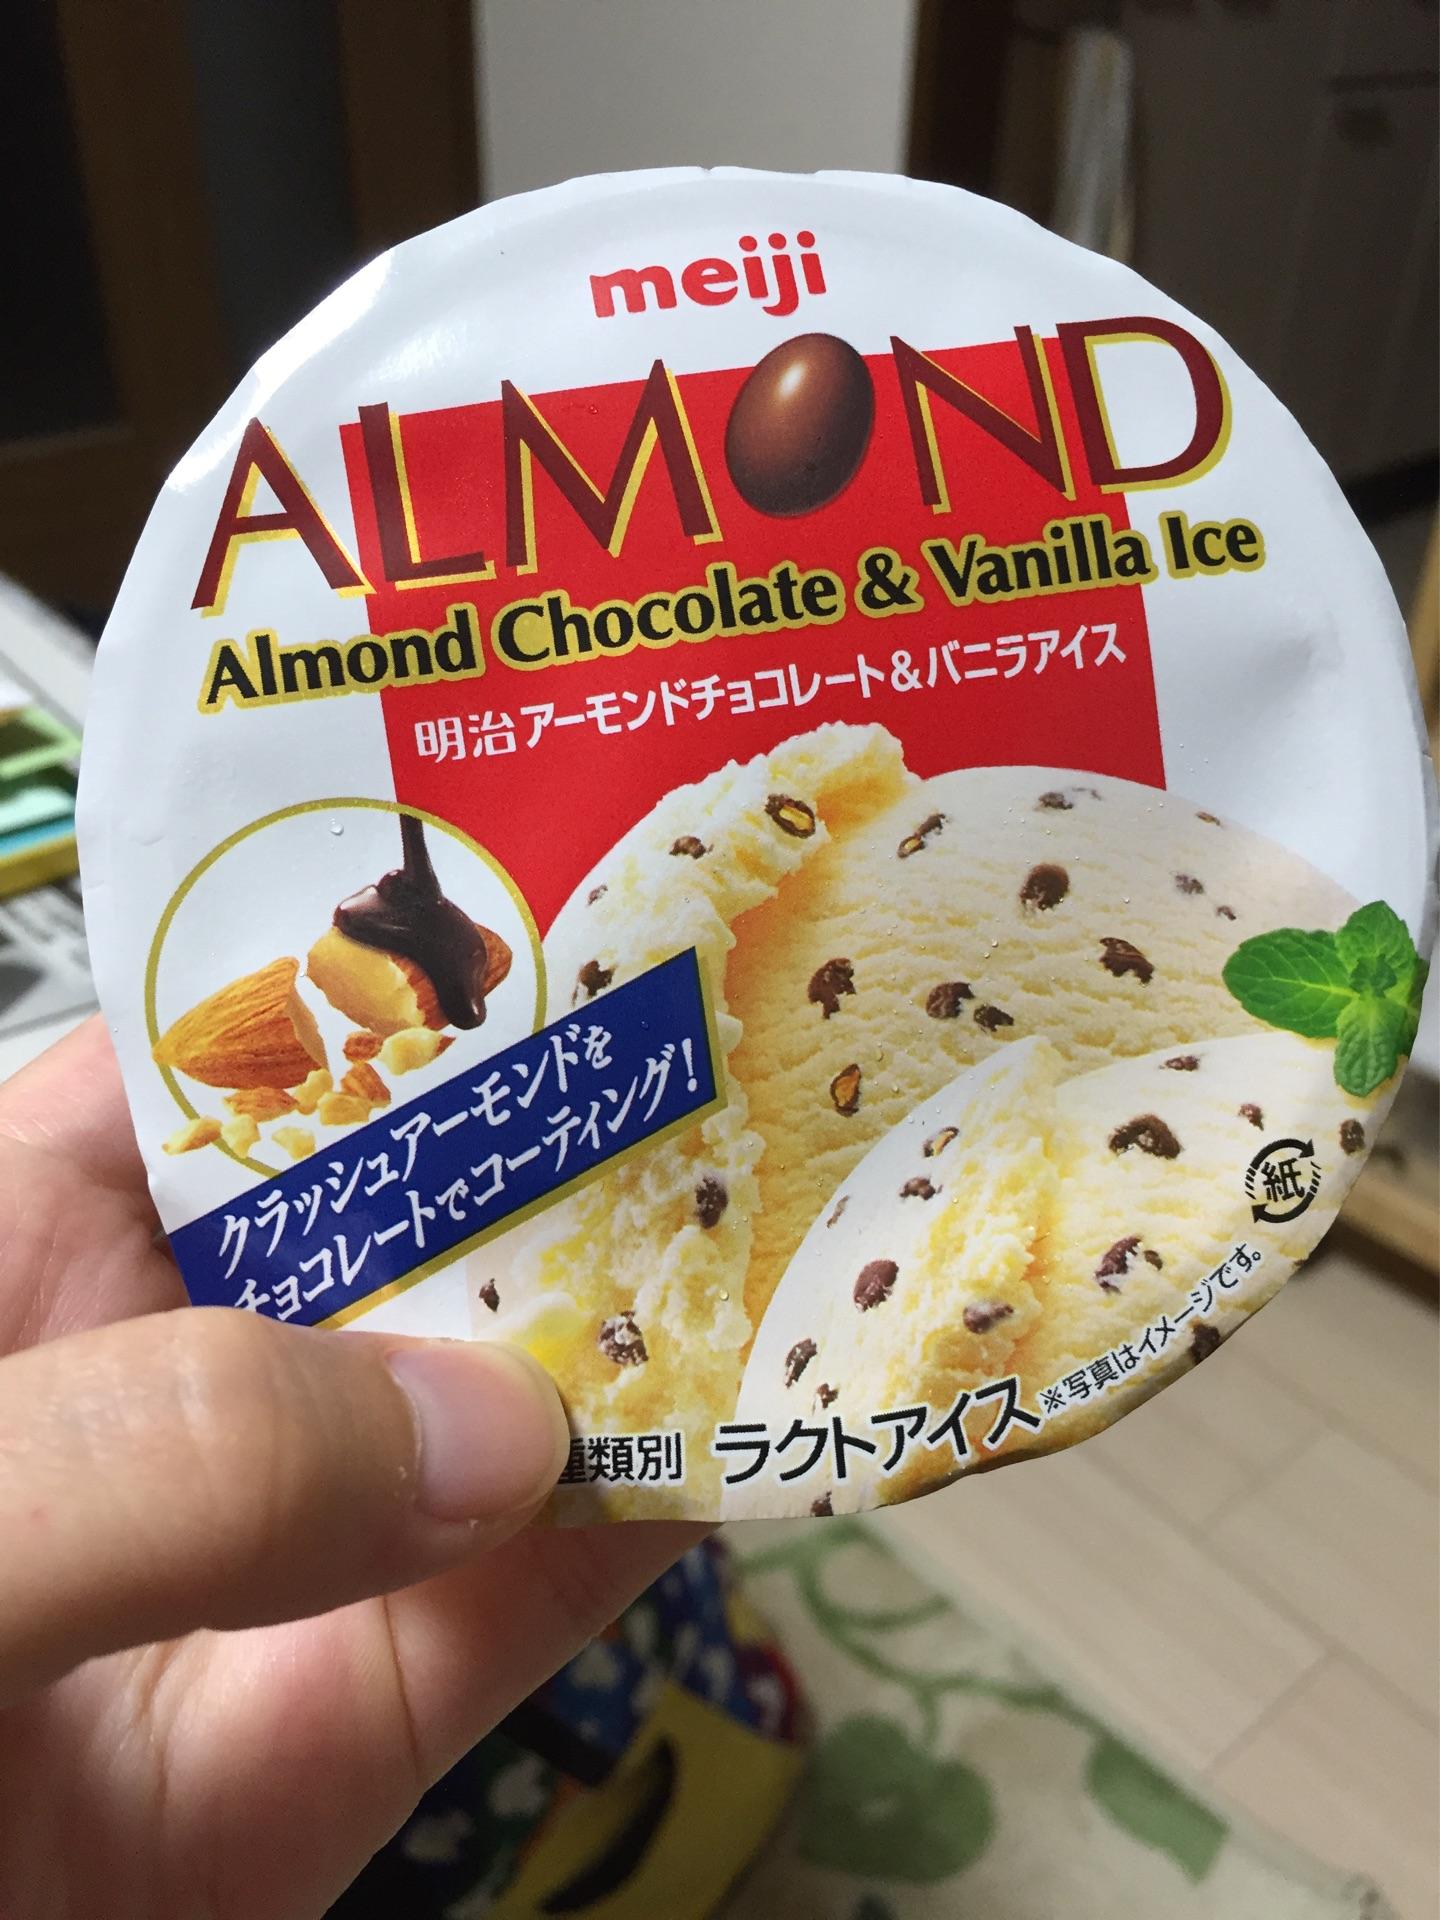 meiji
ALMOND
Almond Chocolate & Vanilla Ice
明治アーモンドチョコレート&バニラアイス
クラッシュアーモンドを
チョコレートでコーティング!
紙
※写真はイメージです。
類別 ラクトアイス